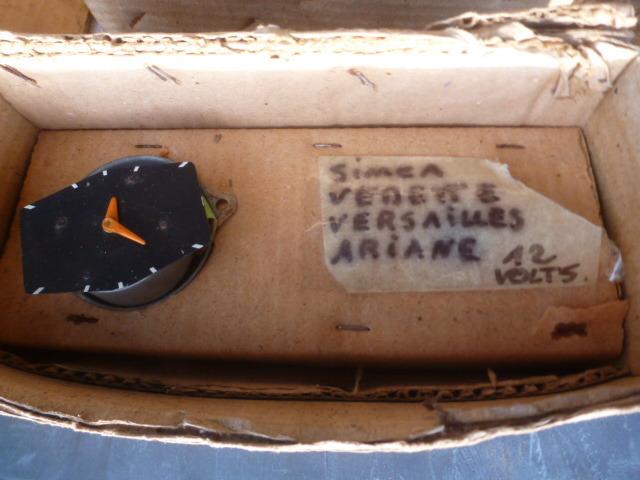 Simca
VEDETTE
VERSAiLLES
ARiANE
12
VOLTS.